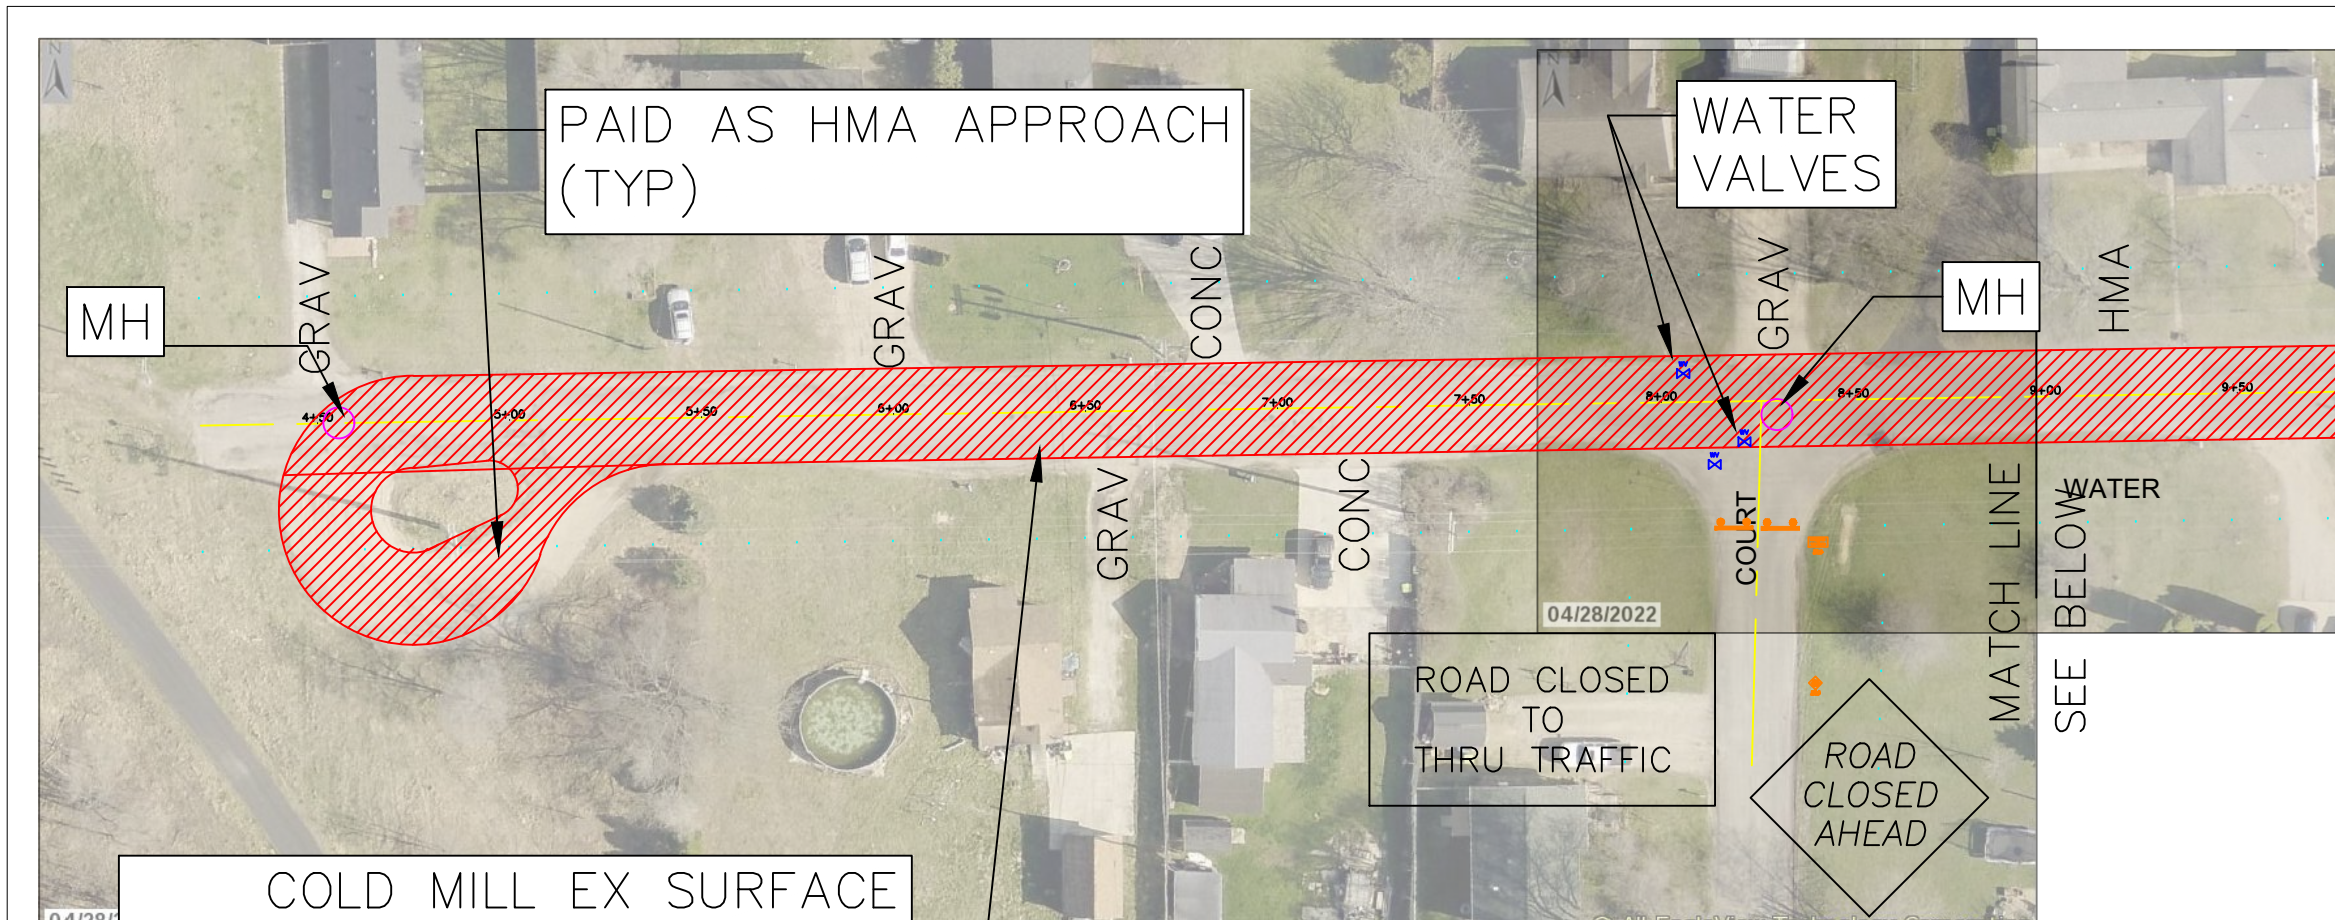 N
N
PAID AS HMA APPROACH
(TYP)
WATER
VALVES
MH
GRAV
GRAV
CONC
GRAV
MH
HMA
4+50
5+00
5+50
6+00
6+50
7+00
7+50
8+00
8+50
9+00
9+50
WV
WV
WV
GRAV
CONC
COURT
MATCH LINE
SEE BELOW
WATER
04/28/2022
ROAD CLOSED
TO
THRU TRAFFIC
ROAD
CLOSED
AHEAD
COLD MILL EX SURFACE